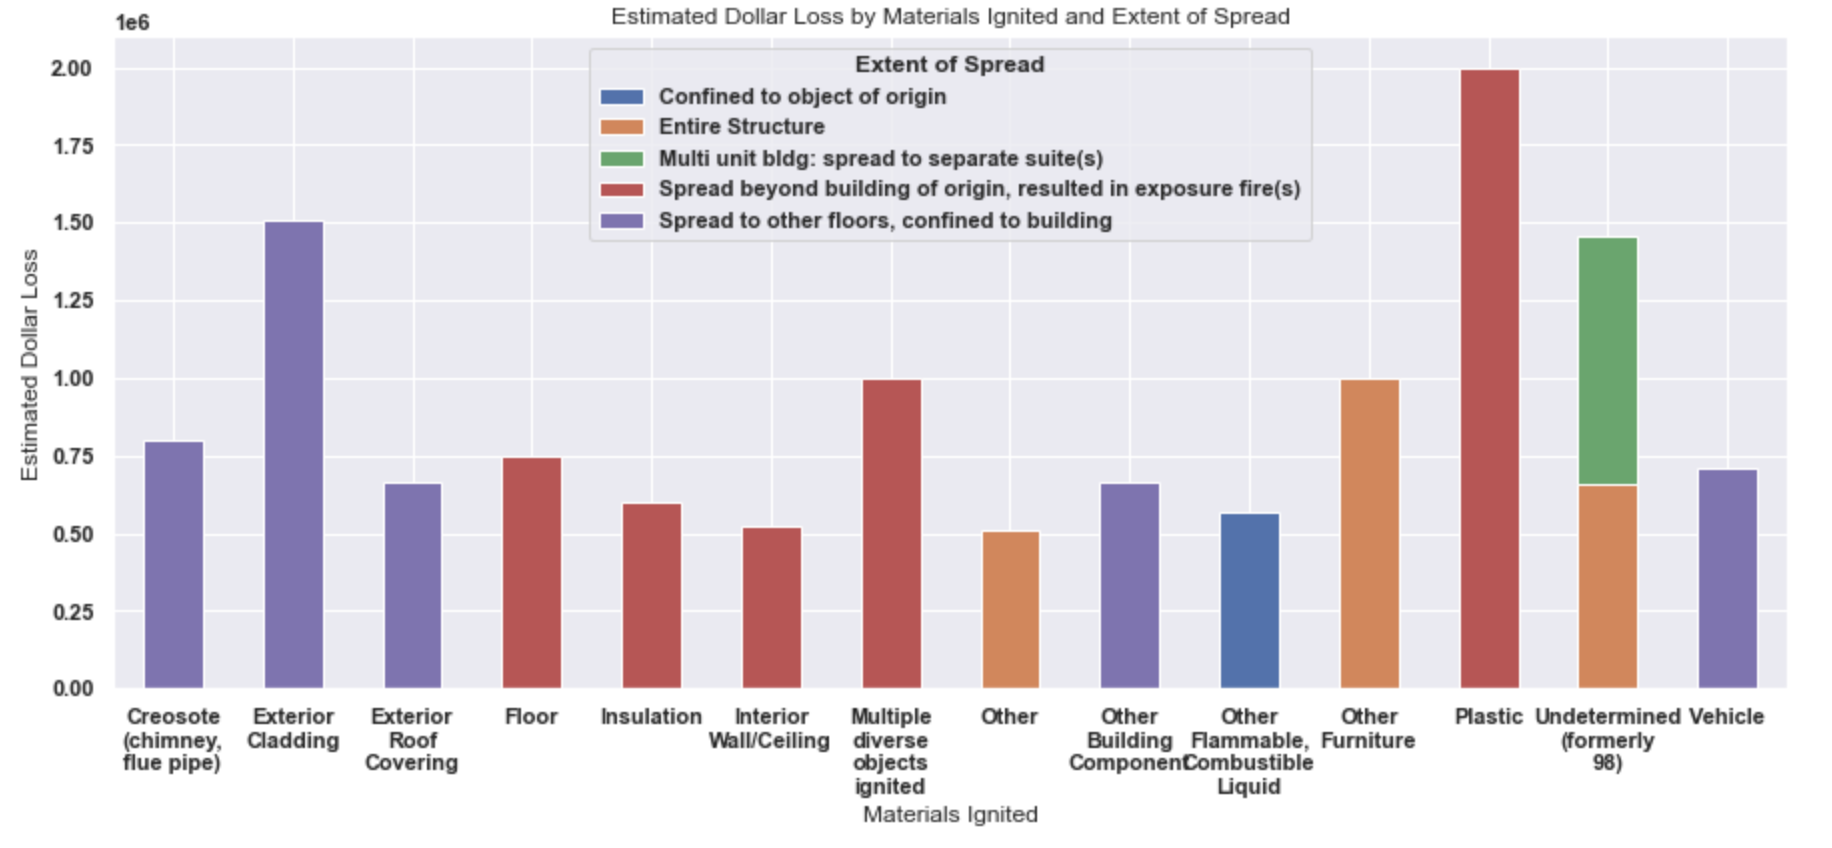 Estimated Dollar Loss by Materials Ignited and Extent of Spread
1e6
2.00
1.75
1.50
1.25
1.00
0.75
0.50
0.25
0.00
Estimated Dollar Loss
Extent of Spread
Confined to object of origin
Entire Structure
Multi unit bldg: spread to separate suite(s)
Spread beyond building of origin, resulted in exposure fire(s)
Spread to other floors, confined to building
Creosote
(chimney,
flue pipe)
Exterior
Cladding
Exterior
Roof
Covering
Floor
Insulation
Interior
Wall/Ceiling
Multiple
diverse
objects
ignited
Other
Other
Building
Component
Other
Flammable,
Combustible
Liquid
Other
Furniture
Plastic
Undetermined
(formerly
98)
Vehicle
Materials Ignited